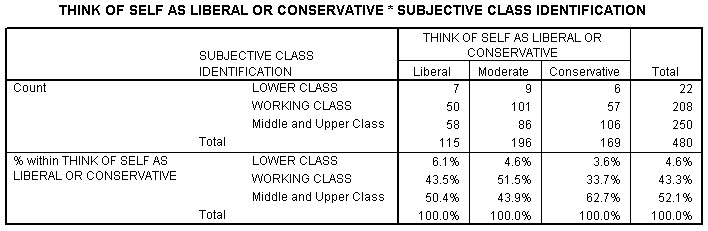 THINK OF SELF AS LIBERAL OR CONSERVATIVE * SUBJECTIVE CLASS IDENTIFICATION
THINK OF SELF AS LIBERAL OR
CONSERVATIVE
SUBJECTIVE CLASS
IDENTIFICATION
Liberal Moderate Conservative Total
Count LOWER CLASS 7 9 6 22
WORKING CLASS 50 101 57 208
Middle and Upper Class 58 86 106 250
Total 115 196 169 480
% within THINK OF SELF AS LOWER CLASS 6.1% 4.6% 3.6% 4.6%
LIBERAL OR CONSERVATIVE WORKING CLASS 43.5% 51.5% 33.7% 43.3%
Middle and Upper Class 50.4% 43.9% 62.7% 52.1%
Total 100.0% 100.0% 100.0% 100.0%